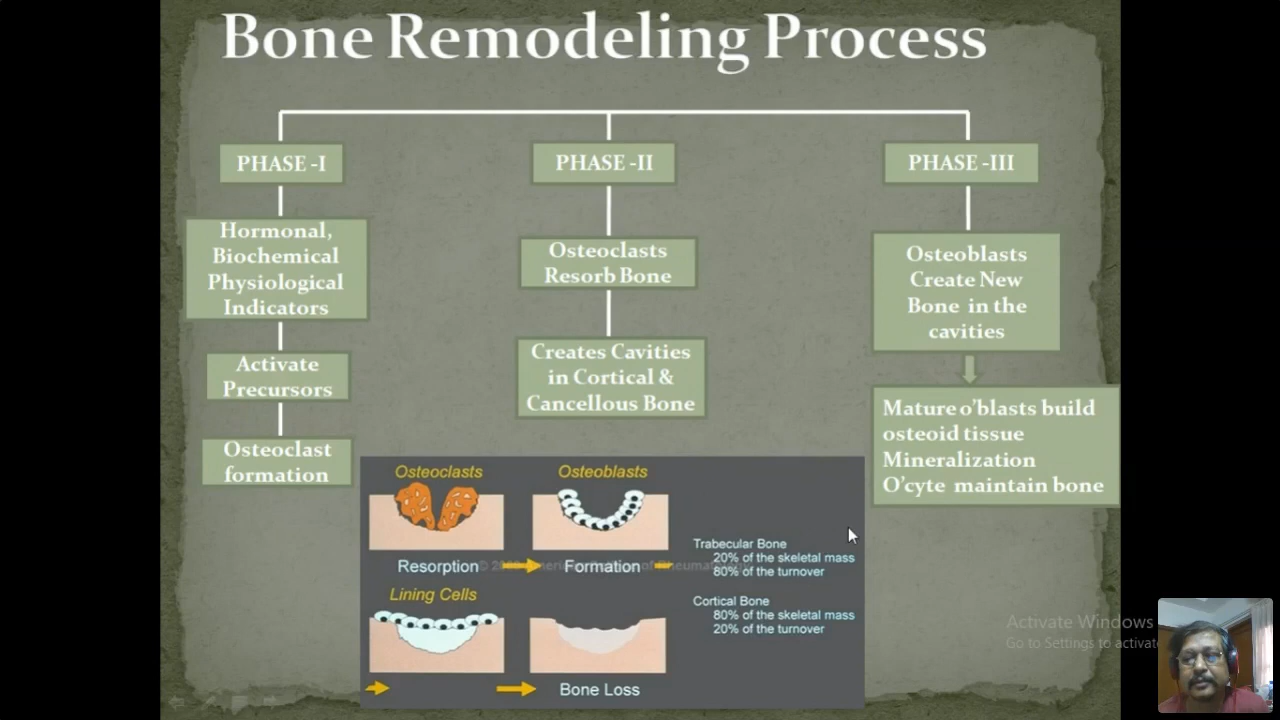 Bone Remodeling Process
PHASE -I
Hormonal,
Biochemical
Physiological
Indicators
Activate
Precursors
Osteoclast
formation
PHASE -II
Osteoclasts
Resorb Bone
Creates Cavities
in Cortical &
Cancellous Bone
PHASE -III
Osteoblasts
Create New
Bone in the
cavities
Mature o'blasts build
osteoid tissue
Mineralization
O'cyte maintain bone
Osteoclasts
Osteoblasts
Resorption
Formation
Lining Cells
Bone Loss
Trabecular Bone
20% of the skeletal mass
80% of the turnover
Cortical Bone
80% of the skeletal mass
20% of the turnover
Activate Windows
Go to Settings to activate